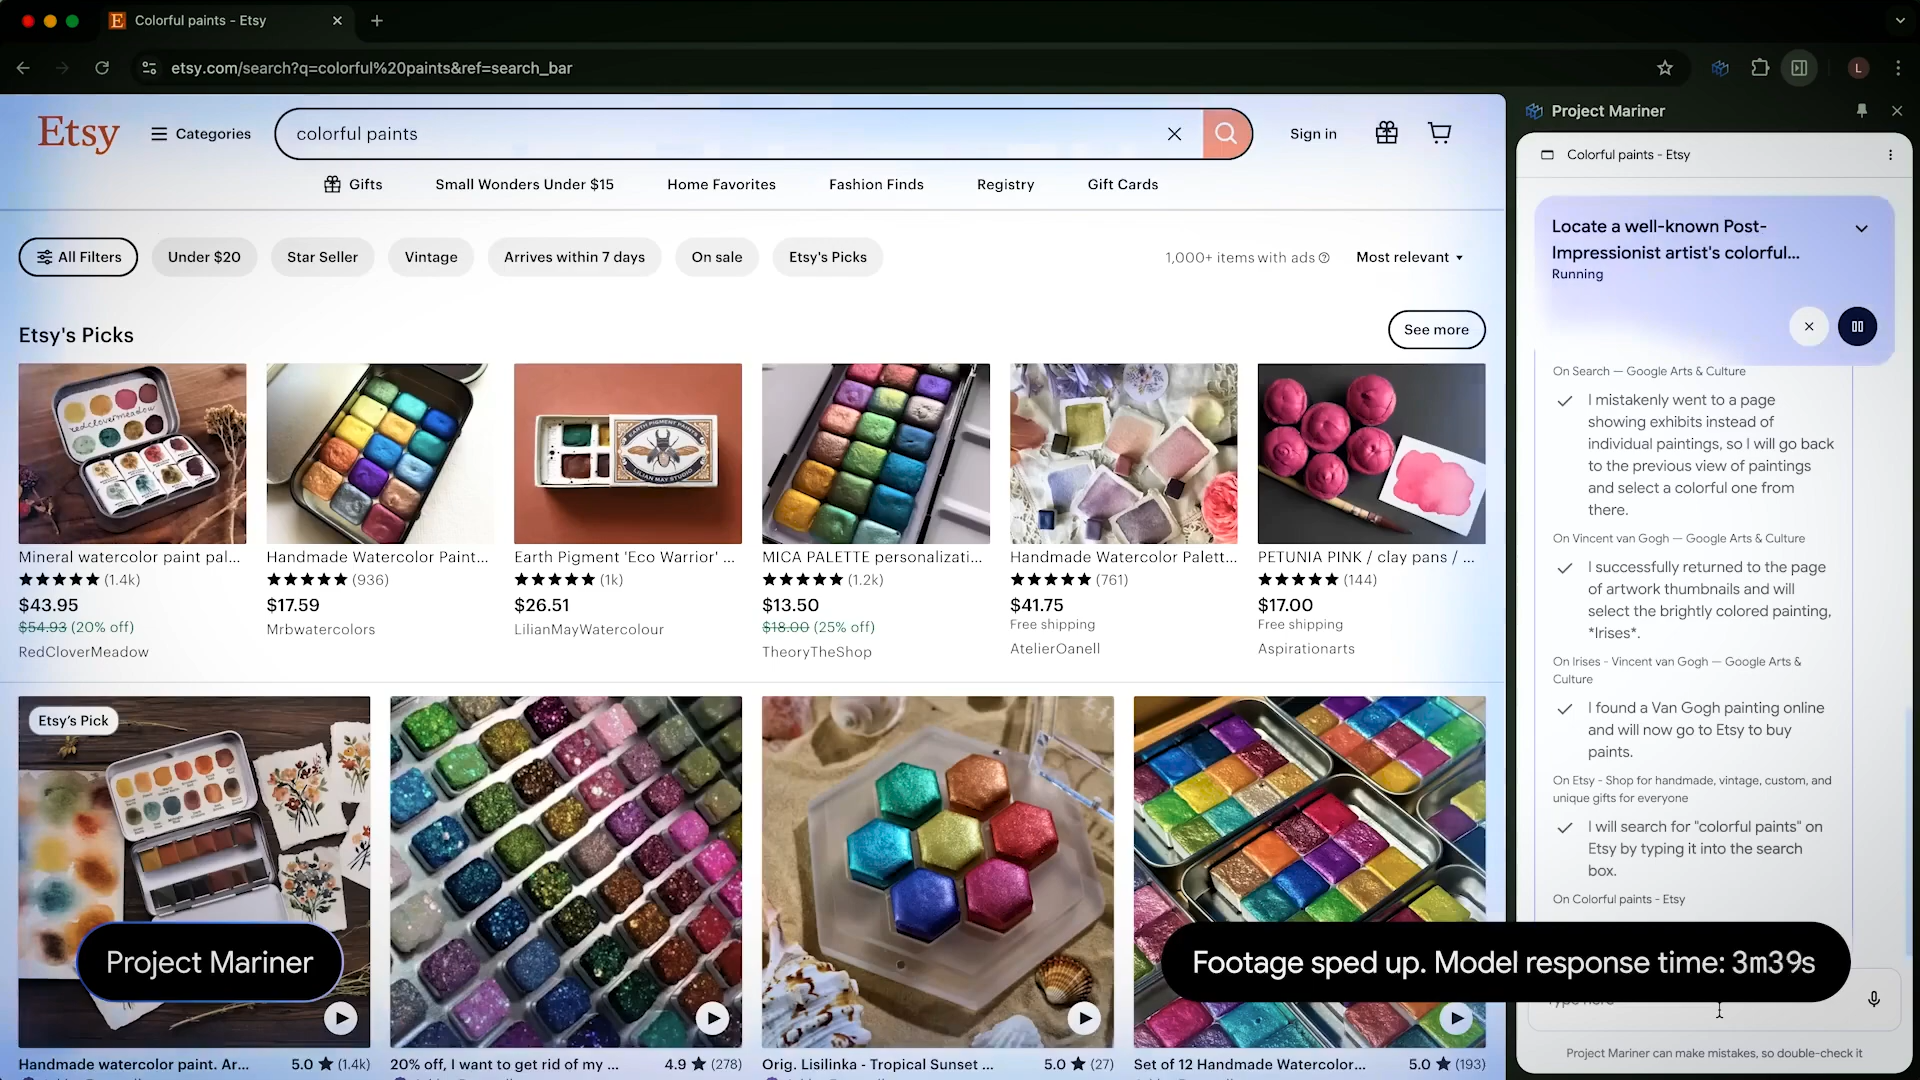 Colorful paints - Etsy
etsy.com/search?q=colorful%20paints&ref=search_bar
L
Etsy
Categories
colorful paints
Sign in
Gifts
Small Wonders Under $15
Home Favorites
Fashion Finds
Registry
Gift Cards
All Filters
Under $20
Star Seller
Vintage
Arrives within 7 days
On sale
Etsy's Picks
1,000+ items with ads
Most relevant
Etsy's Picks
See more
redclovermeadow
EARTH PIGMENT PAINTS
LILIAN MAY STUDIO
Mineral watercolor paint pal...
(1.4k)
$43.95
$54.93 (20% off)
RedCloverMeadow
Handmade Watercolor Paint...
(936)
$17.59
Mrbwatercolors
Earth Pigment 'Eco Warrior' ...
(1k)
$26.51
LilianMayWatercolour
MICA PALETTE personalizati...
(1.2k)
$13.50
$18.00 (25% off)
TheoryTheShop
Handmade Watercolor Palett...
(761)
$41.75
Free shipping
AtelierOanell
PETUNIA PINK / clay pans / ...
(144)
$17.00
Free shipping
Aspirationarts
Etsy's Pick
Handmade watercolor paint. Ar...
5.0 (1.4k)
20% off, I want to get rid of my ...
4.9 (278)
Orig. Lisilinka - Tropical Sunset ...
5.0 (27)
Set of 12 Handmade Watercolor...
5.0 (193)
Project Mariner
Colorful paints - Etsy
Locate a well-known Post-
Impressionist artist's colorful...
Running
On Search — Google Arts & Culture
I mistakenly went to a page
showing exhibits instead of
individual paintings, so I will go back
to the previous view of paintings
and select a colorful one from
there.
On Vincent van Gogh — Google Arts & Culture
I successfully returned to the page
of artwork thumbnails and will
select the brightly colored painting,
*Irises*.
On Irises - Vincent van Gogh — Google Arts &
Culture
I found a Van Gogh painting online
and will now go to Etsy to buy
paints.
On Etsy - Shop for handmade, vintage, custom, and
unique gifts for everyone
I will search for "colorful paints" on
Etsy by typing it into the search
box.
On Colorful paints - Etsy
Project Mariner can make mistakes, so double-check it
Project Mariner
Footage sped up. Model response time: 3m39s